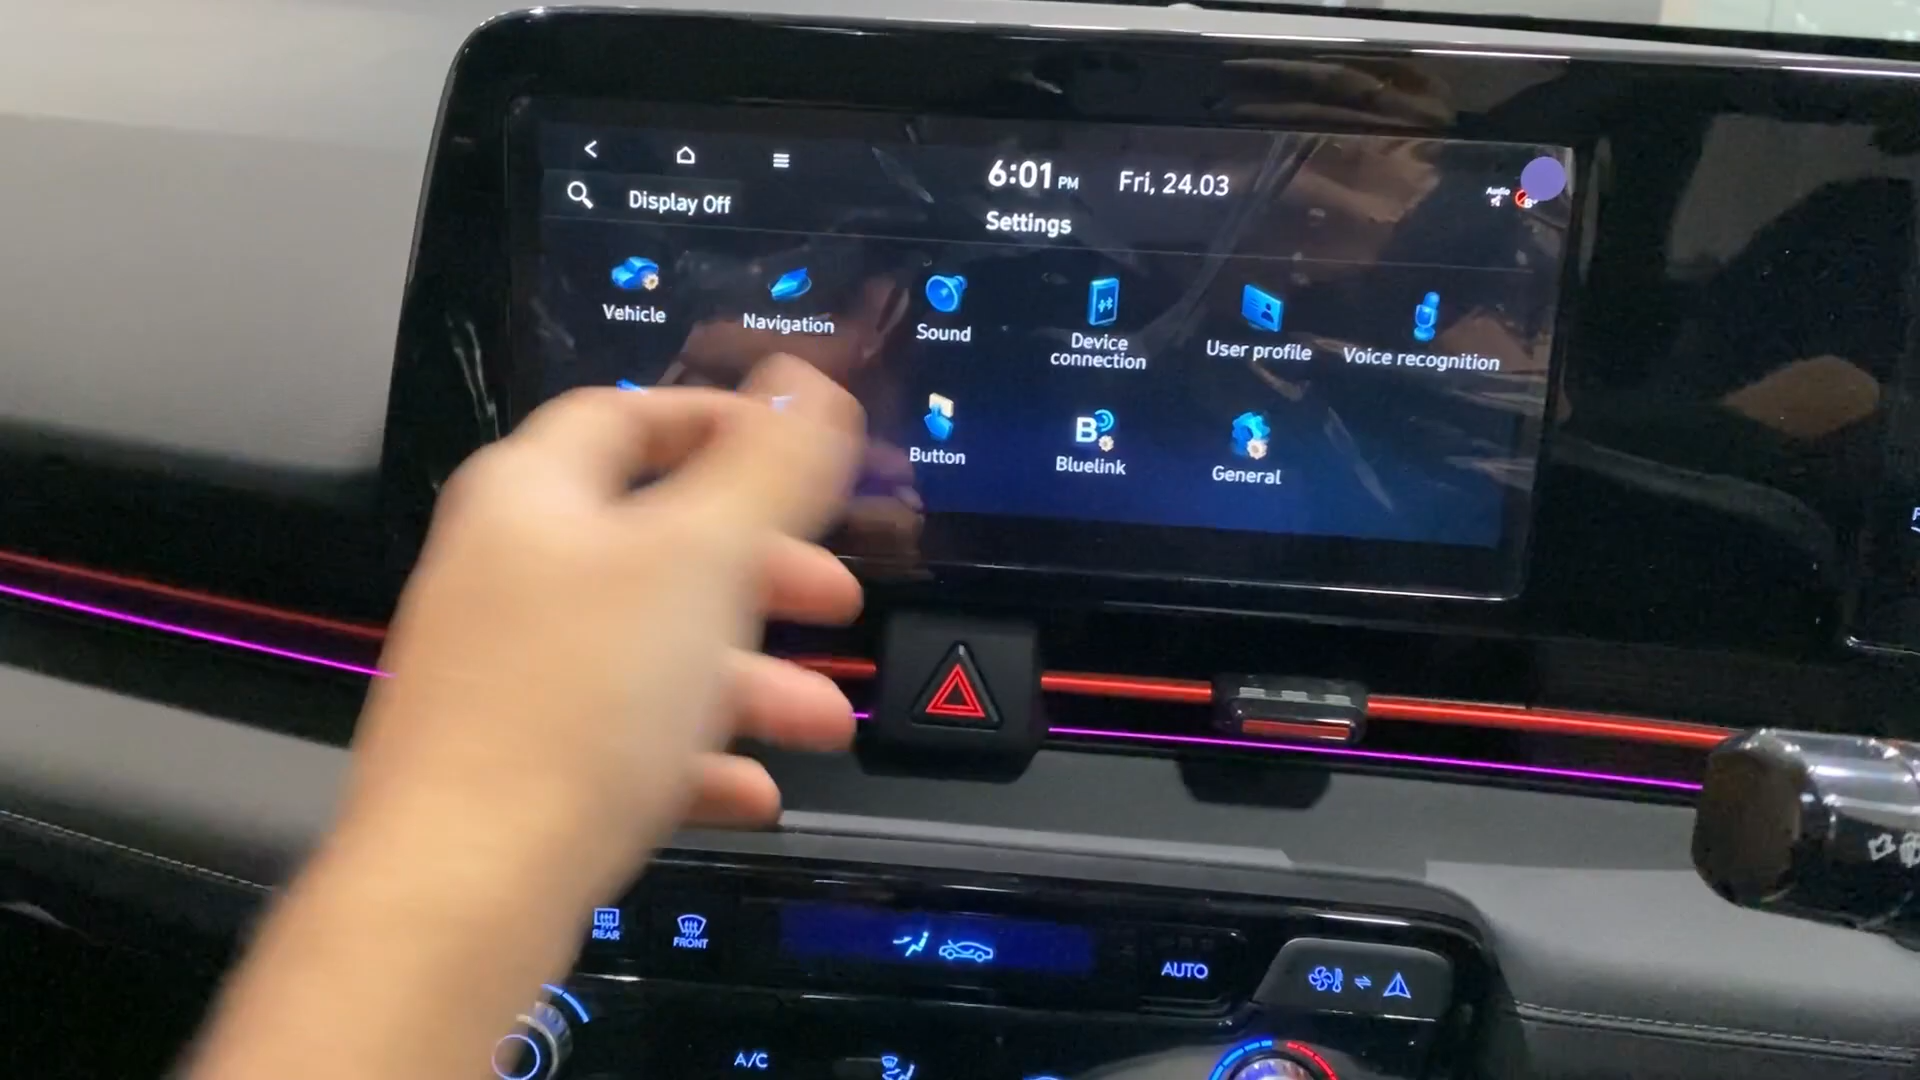 6:01 PM Fri, 24.03
Audio
Display Off
Settings
Vehicle
Navigation
Sound
Device
connection
User profile
Voice recognition
Button
Bluelink
General
REAR
FRONT
AUTO
A/C